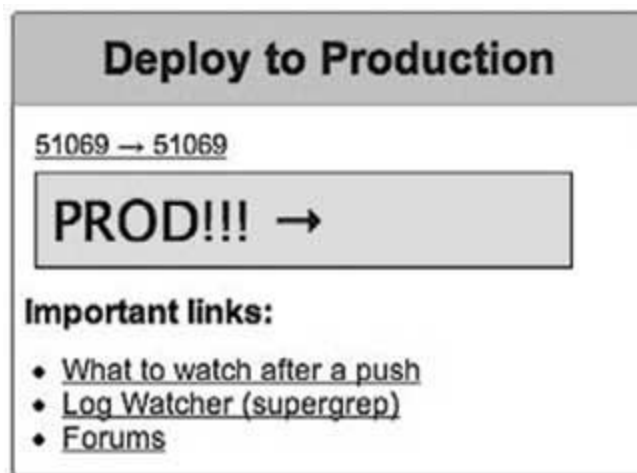 Deploy to Production
51069 → 51069
PROD!!! →
Important links:
• What to watch after a push
• Log Watcher (supergrep)
• Forums